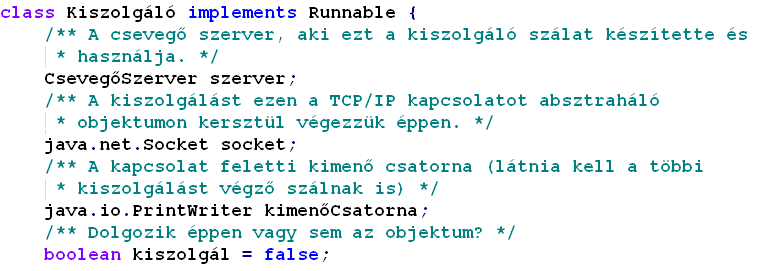 class Kiszolgáló implements Runnable {
/** A csevegő szerver, aki ezt a kiszolgáló szálat készítette és
* használja. */
CsevegőSzerver szerver;
/** A kiszolgálást ezen a TCP/IP kapcsolatot absztraháló
* objektumon kersztül végezzük éppen. */
java.net.Socket socket;
/** A kapcsolat feletti kimenő csatorna (látnia kell a többi
* kiszolgálást végző szálnak is) */
java.io.PrintWriter kimenőCsatorna;
/** Dolgozik éppen vagy sem az objektum? */
boolean kiszolgál = false;